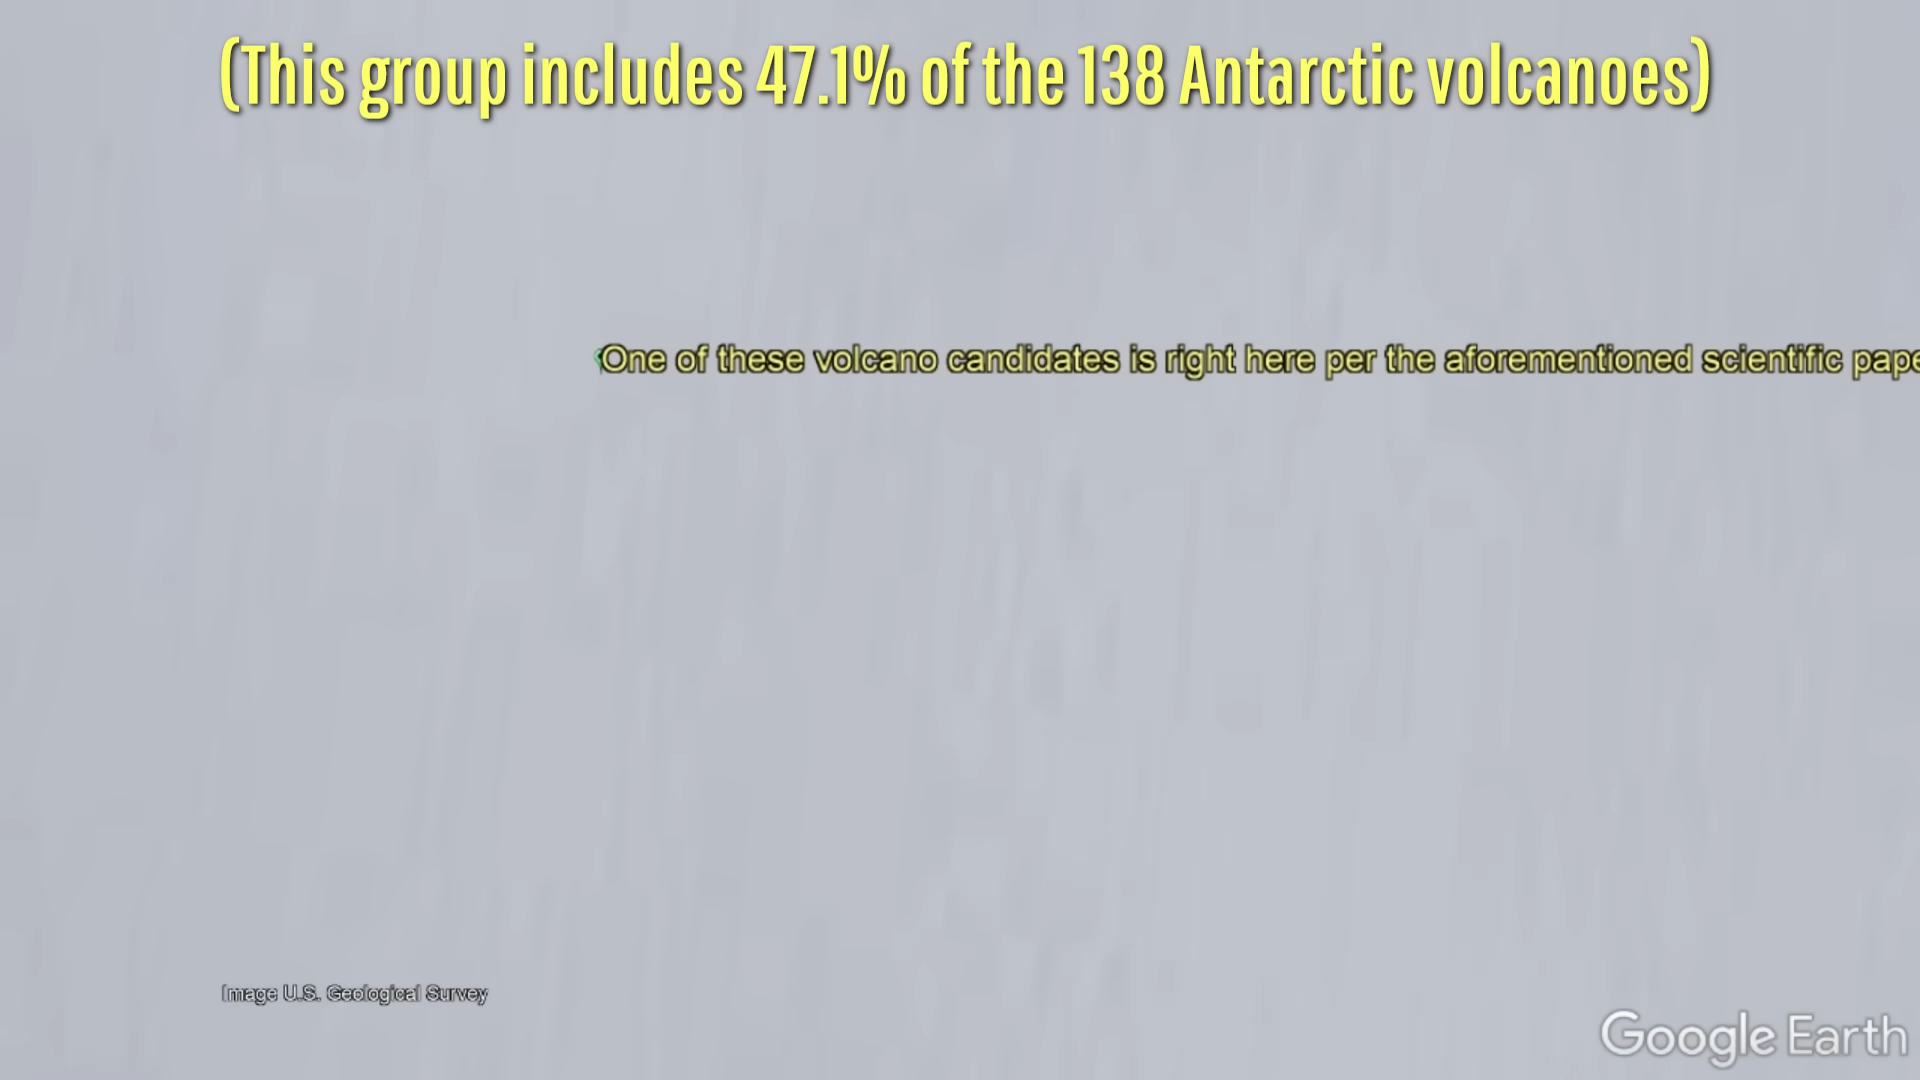 (This group includes 47.1% of the 138 Antarctic volcanoes)
One of these volcano candidates is right here per the aforementioned scientific pape
Image U.S. Geological Survey
Google Earth